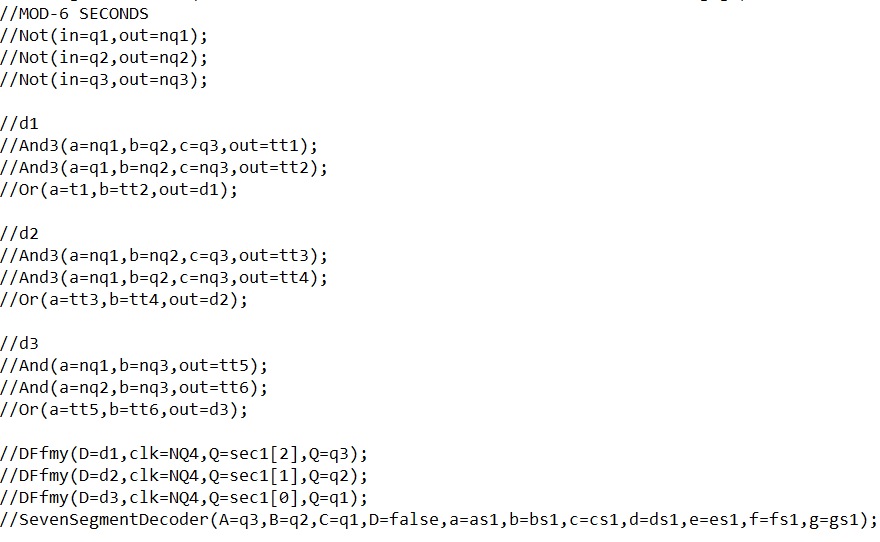 //MOD-6 SECONDS
//Not(in=q1,out=nq1);
//Not(in=q2,out=nq2);
//Not(in=q3,out=nq3);
//d1
//And3(a=nq1,b=q2,c=q3,out=tt1);
//And3(a=q1,b=nq2,c=nq3,out=tt2);
//Or(a=t1,b=tt2,out=d1);
//d2
//And3(a=nq1,b=nq2,c=q3,out=tt3);
//And3(a=nq1,b=q2,c=nq3,out=tt4);
//Or(a=tt3,b=tt4,out=d2);
//d3
//And(a=nq1,b=nq3,out=tt5);
//And(a=nq2,b=nq3,out=tt6);
//Or(a=tt5,b=tt6,out=d3);
//DFfmy(D=d1,clk=NQ4,Q=sec1[2],Q=q3);
//DFfmy(D=d2,clk=NQ4,Q=sec1[1],Q=q2);
//DFfmy(D=d3,clk=NQ4,Q=sec1[0],Q=q1);
//SevenSegmentDecoder(A=q3,B=q2,C=q1,D=false,a=as1,b=bs1,c=cs1,d=ds1,e=es1,f=fs1,g=gs1);